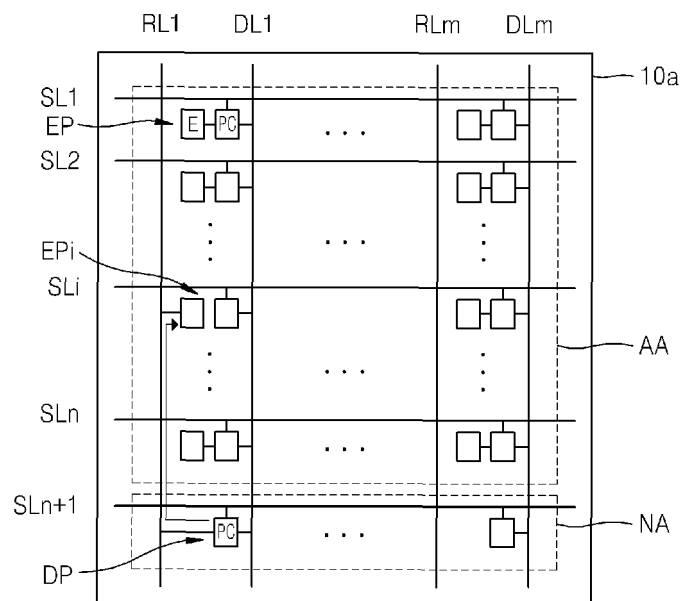 RL1 DL1 RLm DLm
10a
SL1
EP E PC
SL2
EPi
SLi
AA
SLn
SLn+1
NA
PC
DP